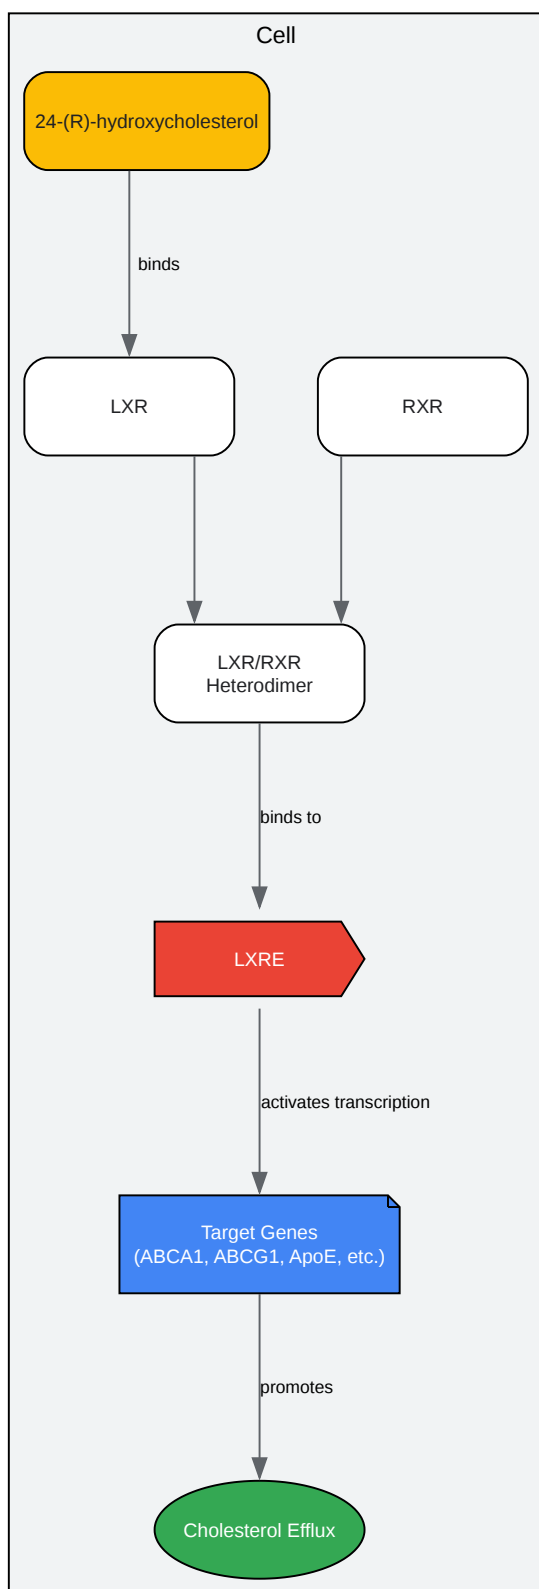 Cell
24-(R)-hydroxycholesterol
binds
LXR
RXR
LXR/RXR
Heterodimer
binds to
LXRE
activates transcription
Target Genes
(ABCA1, ABCG1, ApoE, etc.)
promotes
Cholesterol Efflux